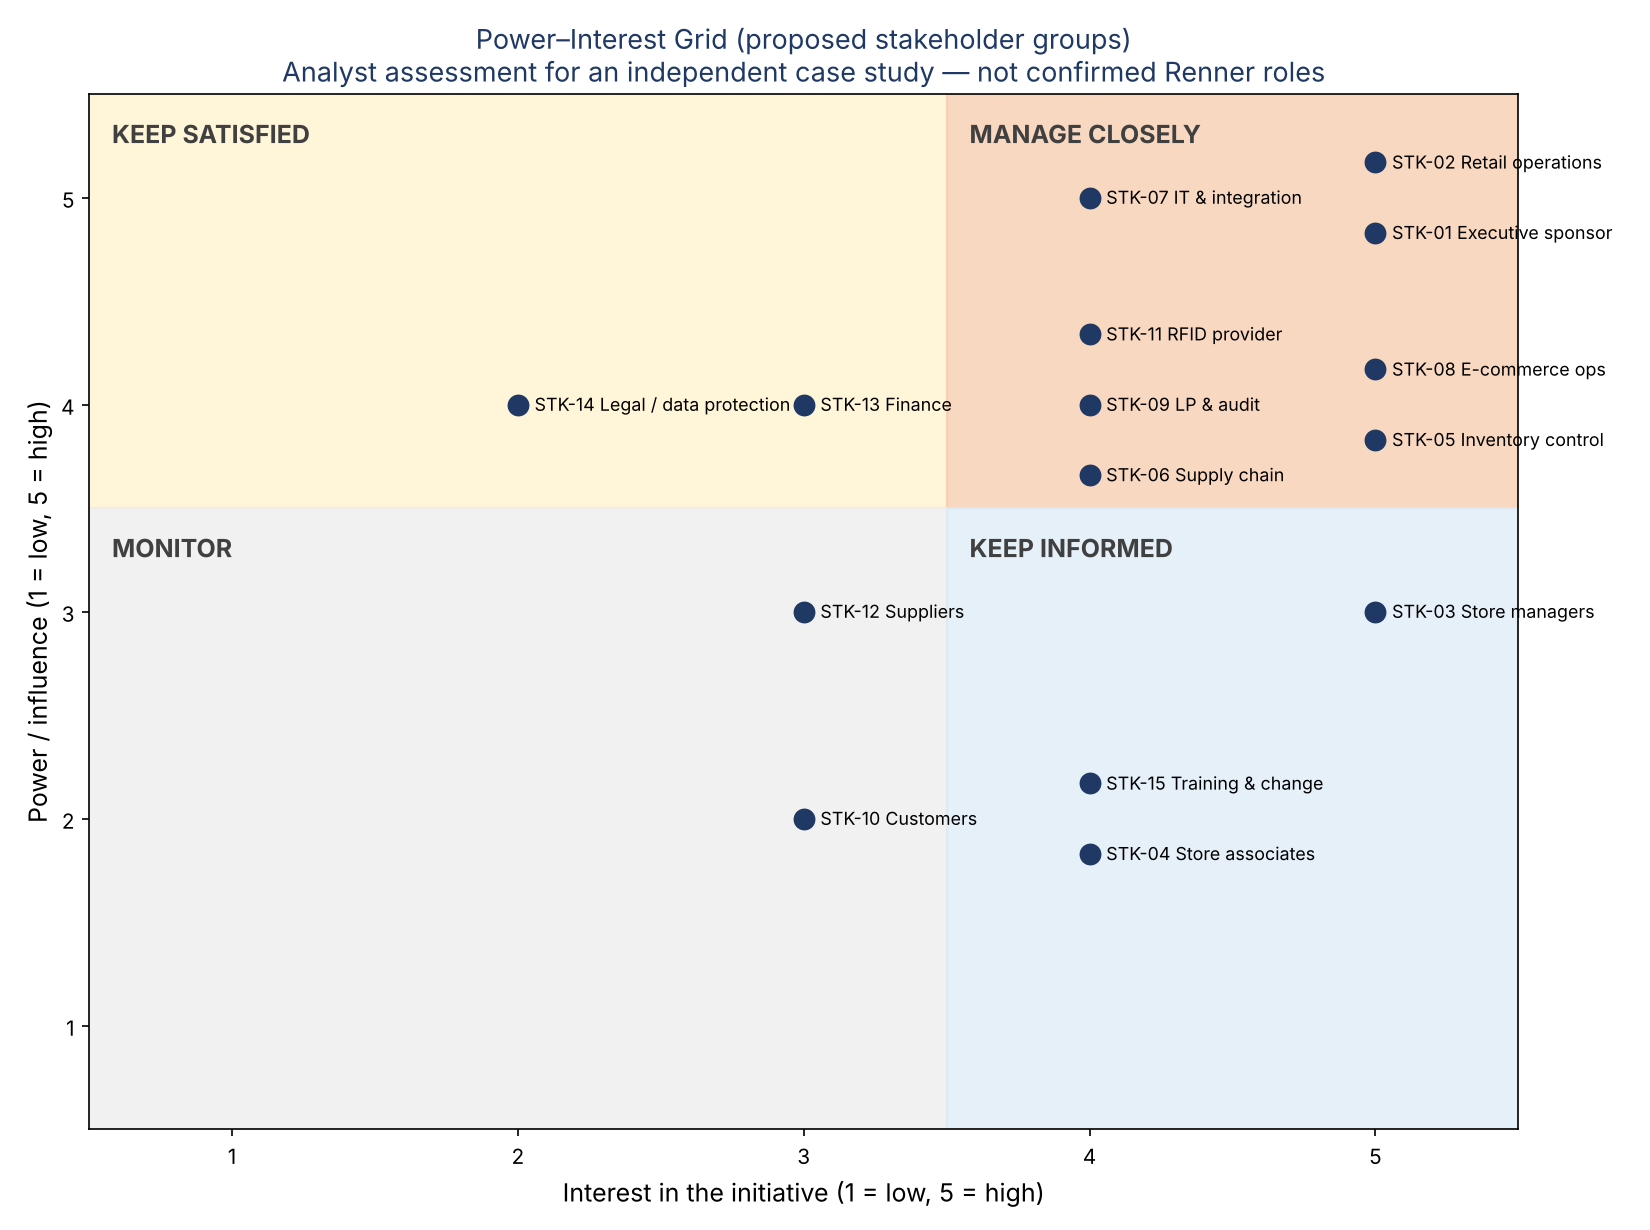 Power–Interest Grid (proposed stakeholder groups)
Analyst assessment for an independent case study — not confirmed Renner roles
KEEP SATISFIED
MANAGE CLOSELY
STK-02 Retail operations
STK-07 IT & integration
STK-01 Executive sponsor
STK-11 RFID provider
STK-08 E-commerce ops
STK-14 Legal / data protection
STK-13 Finance
STK-09 LP & audit
STK-05 Inventory control
STK-06 Supply chain
MONITOR
KEEP INFORMED
STK-12 Suppliers
STK-03 Store managers
STK-15 Training & change
STK-10 Customers
STK-04 Store associates
5
4
3
2
1
Power / influence (1 = low, 5 = high)
1
2
3
4
5
Interest in the initiative (1 = low, 5 = high)